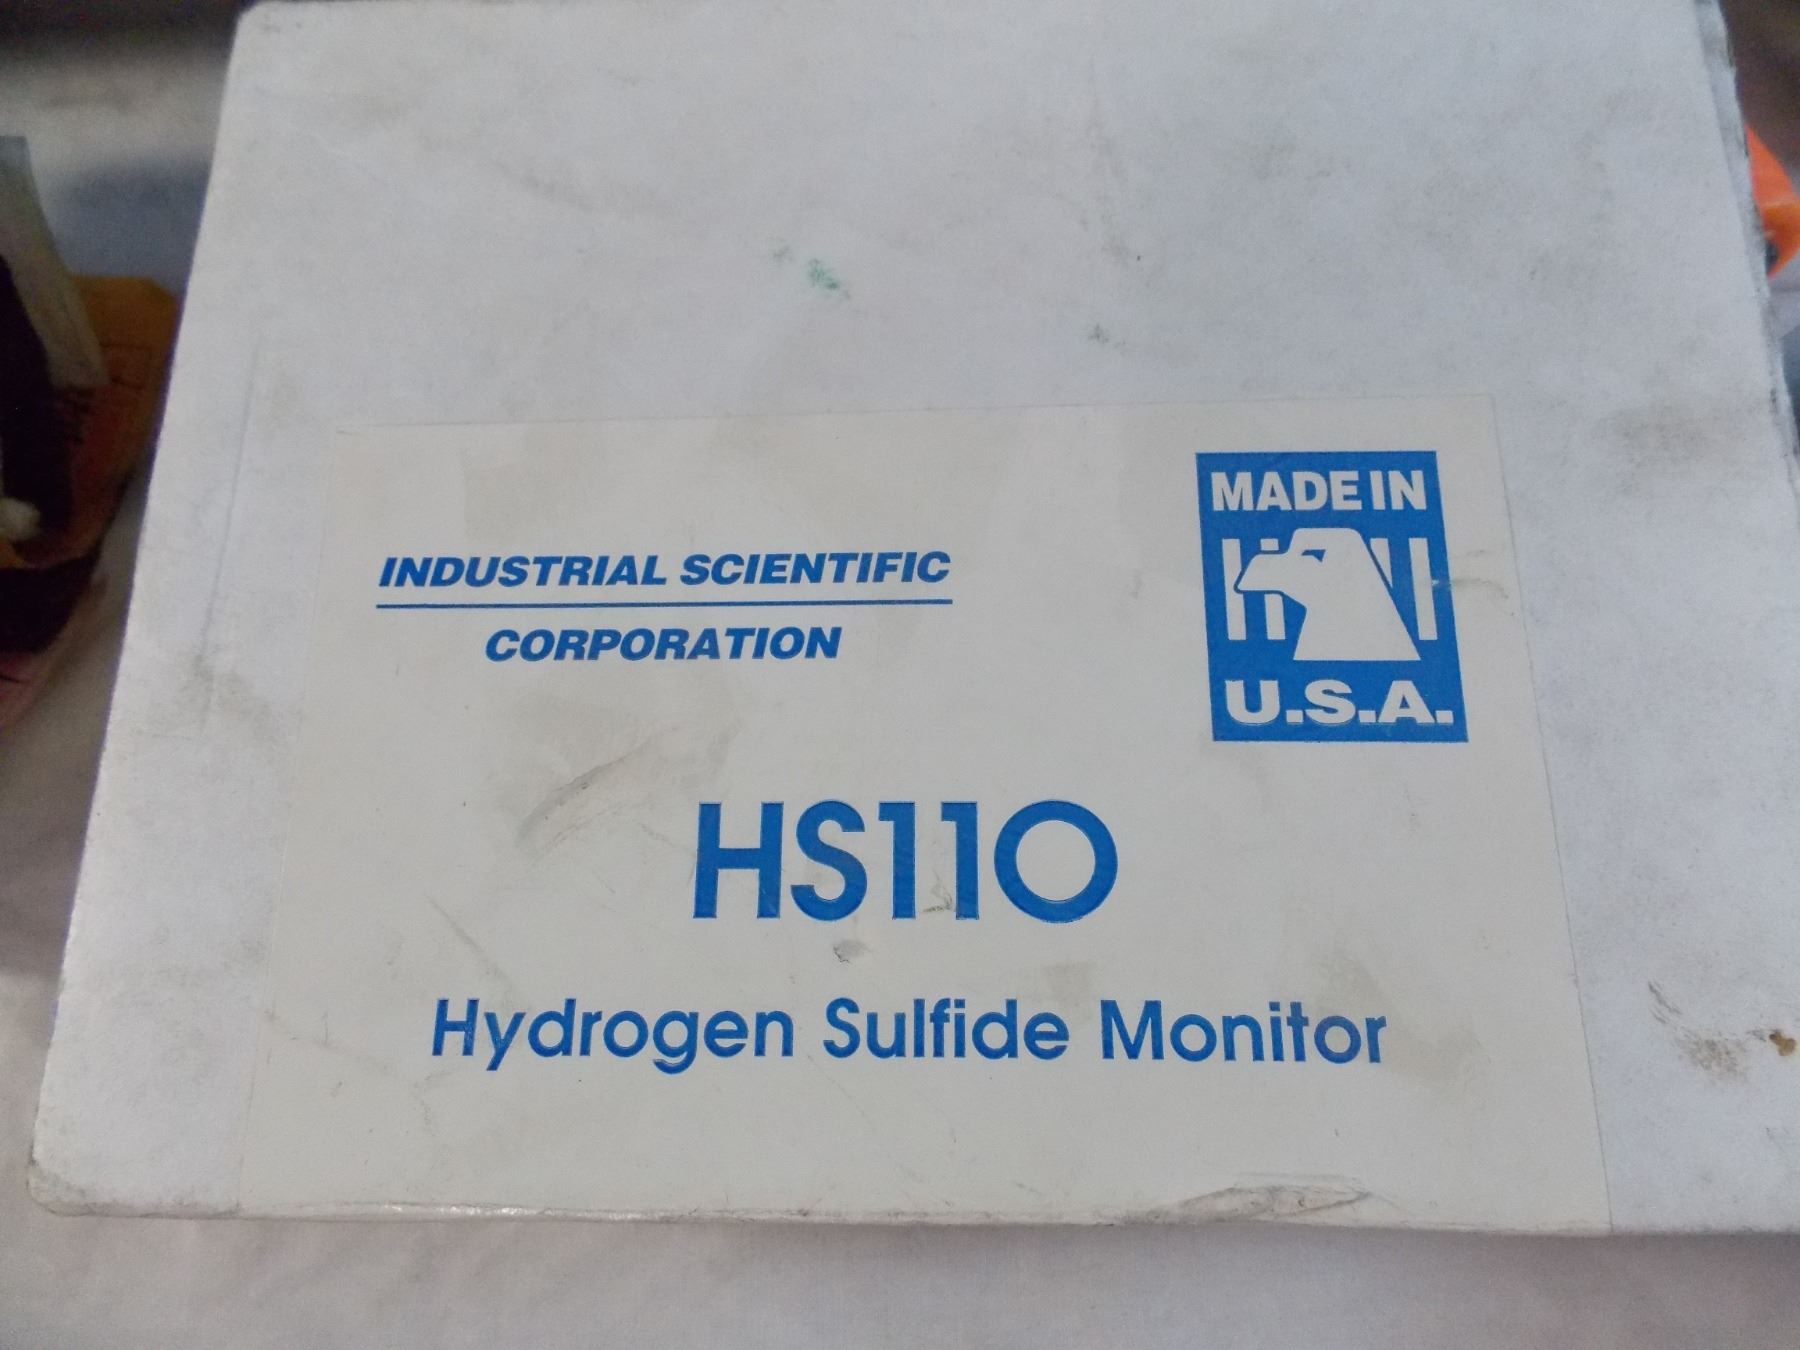 INDUSTRIAL SCIENTIFIC
CORPORATION
MADE IN
U.S.A.
HS110
Hydrogen Sulfide Monitor